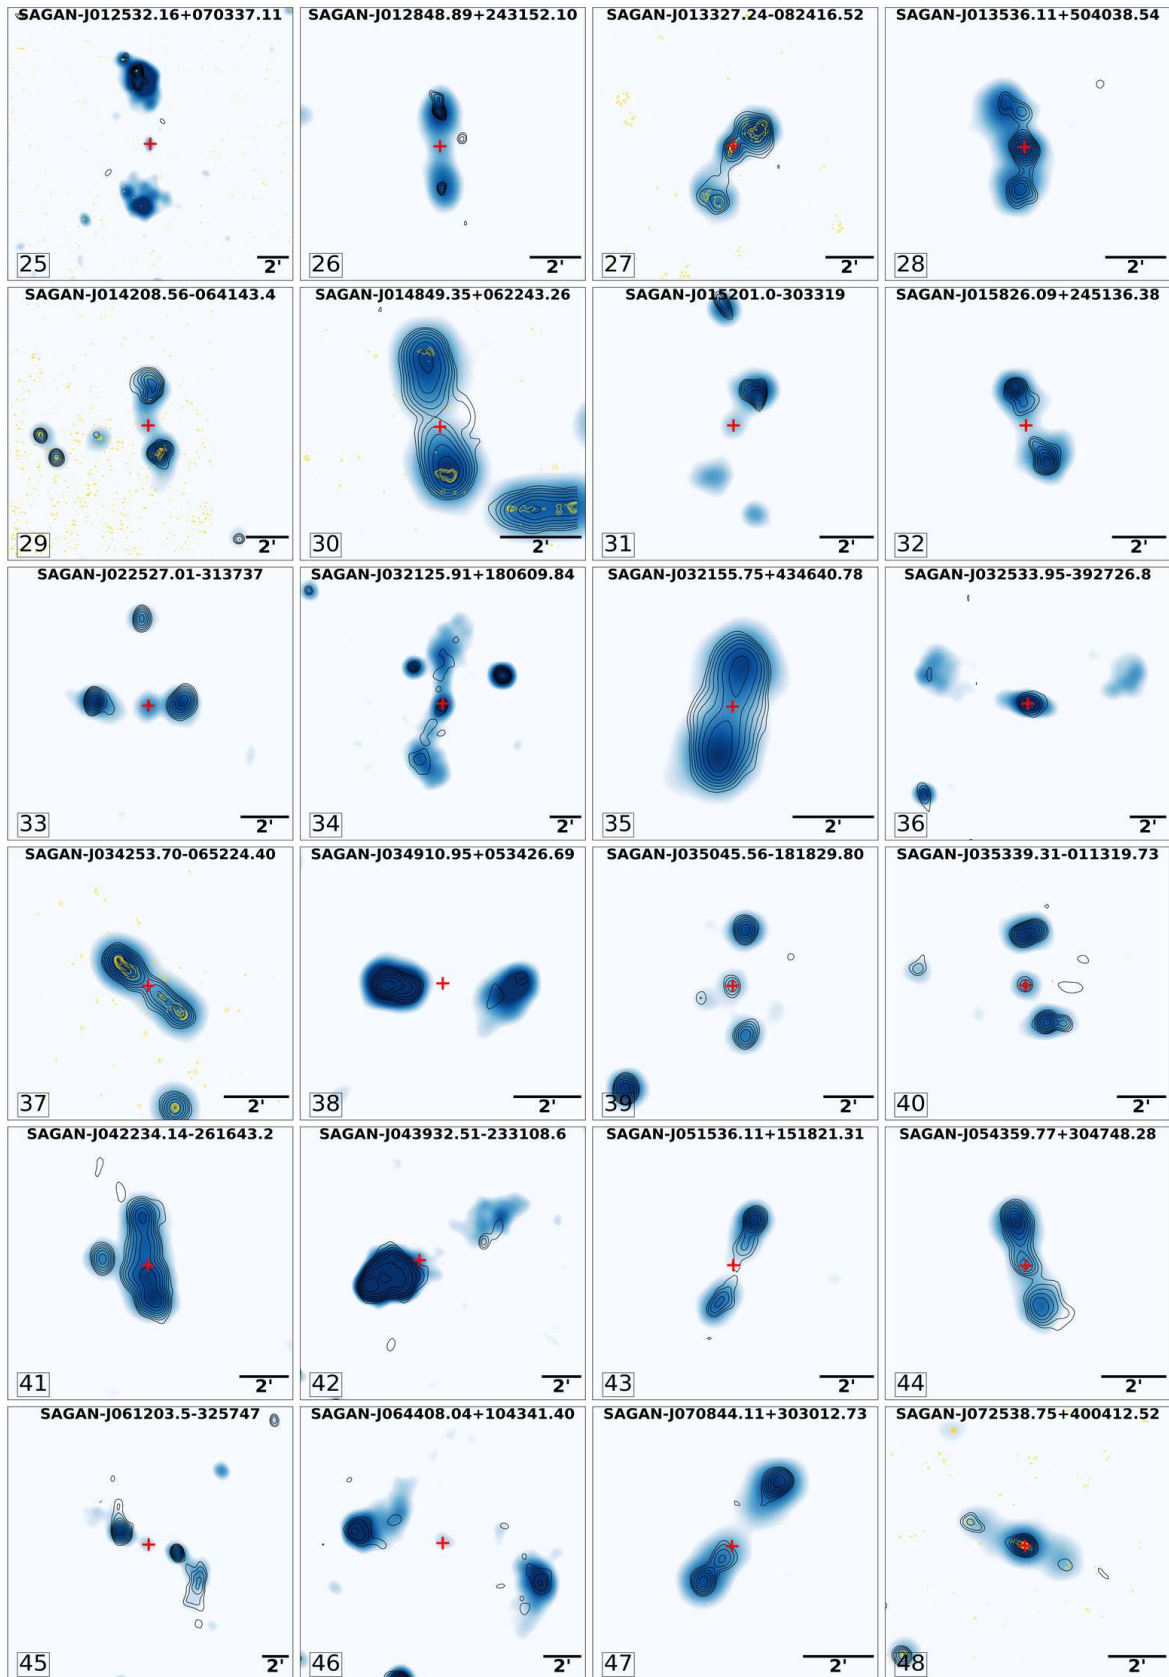 SAGAN-J012532.16+070337.11
2'
25
SAGAN-J012848.89+243152.10
2'
26
SAGAN-J013327.24-082416.52
2'
27
SAGAN-J013536.11+504038.54
2'
28
SAGAN-J014208.56-064143.4
2'
29
SAGAN-J014849.35+062243.26
2'
30
SAGAN-J015201.0-303319
2'
31
SAGAN-J015826.09+245136.38
2'
32
SAGAN-J022527.01-313737
2'
33
SAGAN-J032125.91+180609.84
2'
34
SAGAN-J032155.75+434640.78
2'
35
SAGAN-J032533.95-392726.8
2'
36
SAGAN-J034253.70-065224.40
2'
37
SAGAN-J034910.95+053426.69
2'
38
SAGAN-J035045.56-181829.80
2'
39
SAGAN-J035339.31-011319.73
2'
40
SAGAN-J042234.14-261643.2
2'
41
SAGAN-J043932.51-233108.6
2'
42
SAGAN-J051536.11+151821.31
2'
43
SAGAN-J054359.77+304748.28
2'
44
SAGAN-J061203.5-325747
2'
45
SAGAN-J064408.04+104341.40
2'
46
SAGAN-J070844.11+303012.73
2'
47
SAGAN-J072538.75+400412.52
2'
48